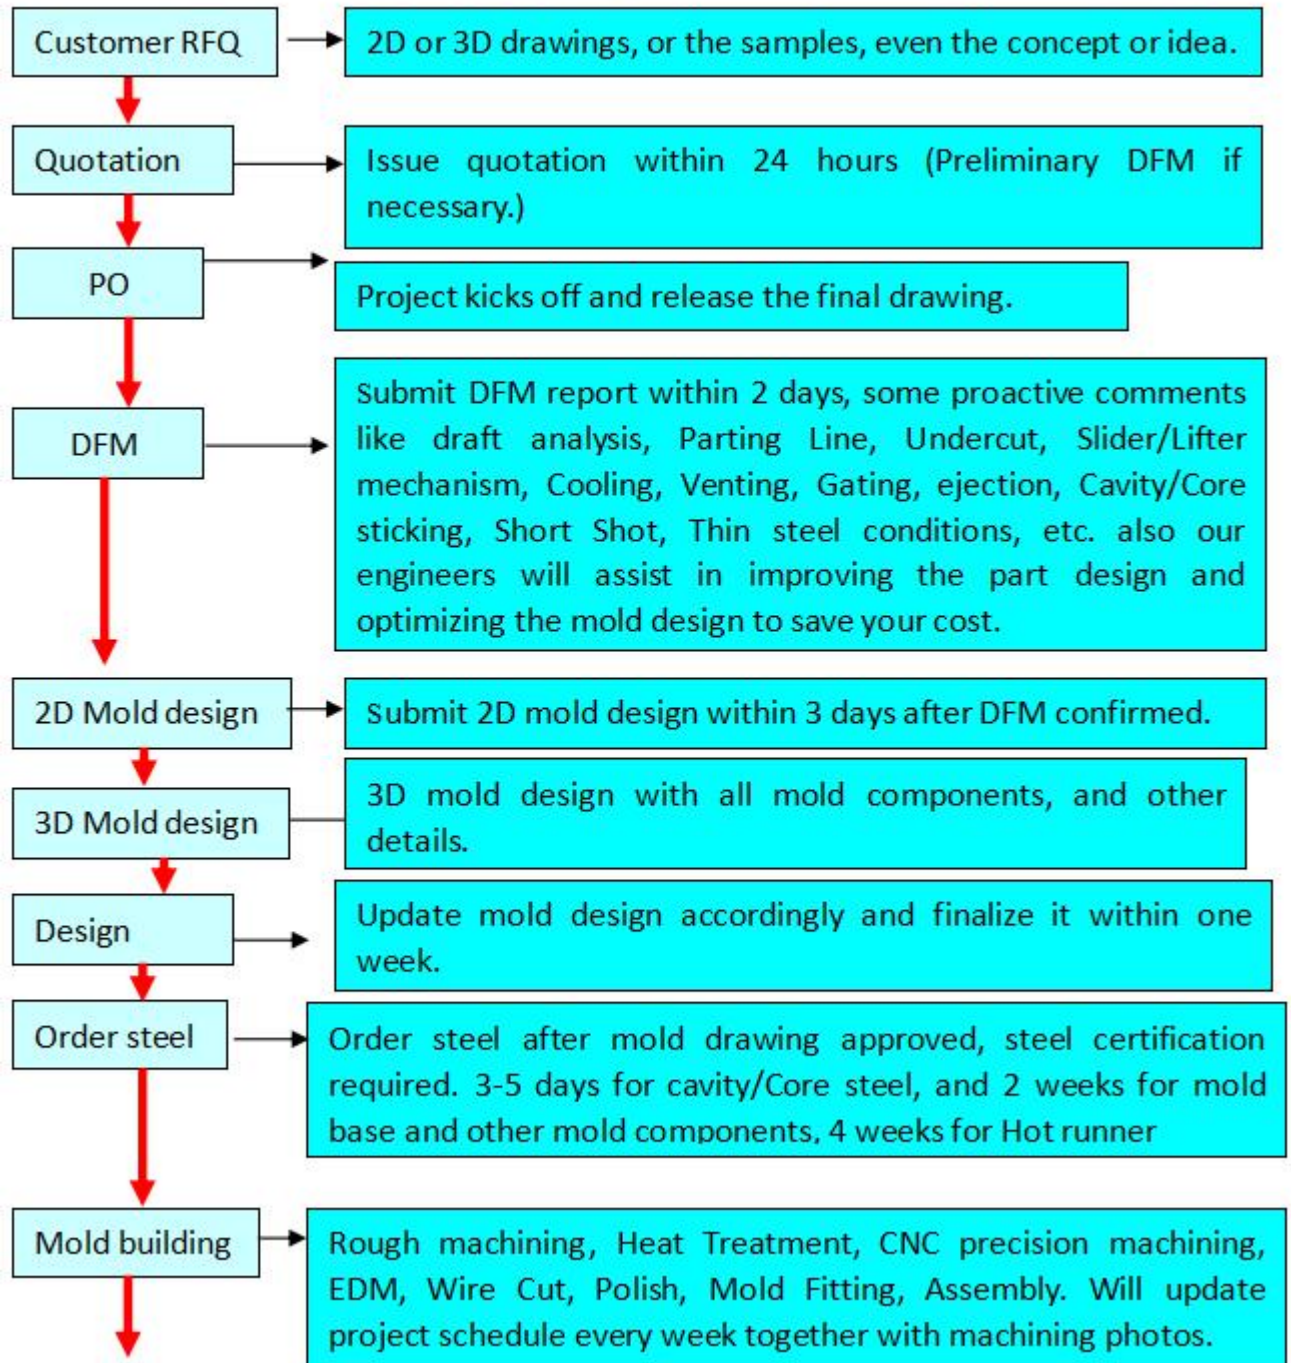 Customer RFQ
2D or 3D drawings, or the samples, even the concept or idea.
Quotation
Issue quotation within 24 hours (Preliminary DFM if
necessary.)
PO
Project kicks off and release the final drawing.
DFM
Submit DFM report within 2 days, some proactive comments
like draft analysis, Parting Line, Undercut, Slider/Lifter
mechanism, Cooling, Venting, Gating, ejection, Cavity/Core
sticking, Short Shot, Thin steel conditions, etc. also our
engineers will assist in improving the part design and
optimizing the mold design to save your cost.
2D Mold design
Submit 2D mold design within 3 days after DFM confirmed.
3D Mold design
3D mold design with all mold components, and other
details.
Design
Update mold design accordingly and finalize it within one
week.
Order steel
Order steel after mold drawing approved, steel certification
required. 3-5 days for cavity/Core steel, and 2 weeks for mold
base and other mold components, 4 weeks for Hot runner
Mold building
Rough machining, Heat Treatment, CNC precision machining,
EDM, Wire Cut, Polish, Mold Fitting, Assembly. Will update
project schedule every week together with machining photos.